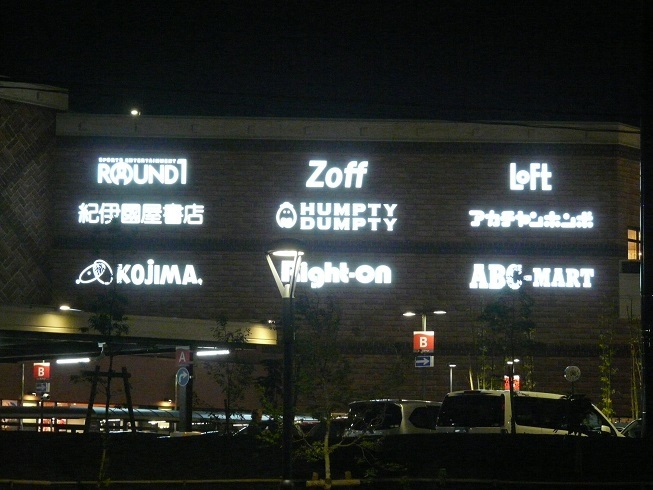 SPORTS ENTERTAINMENT
ROUND1
Zoff
LOFT
紀伊國屋書店
HUMPTY
DUMPTY
アカチャンホンポ
KOJIMA
Right-on
ABC-MART
B
A
B